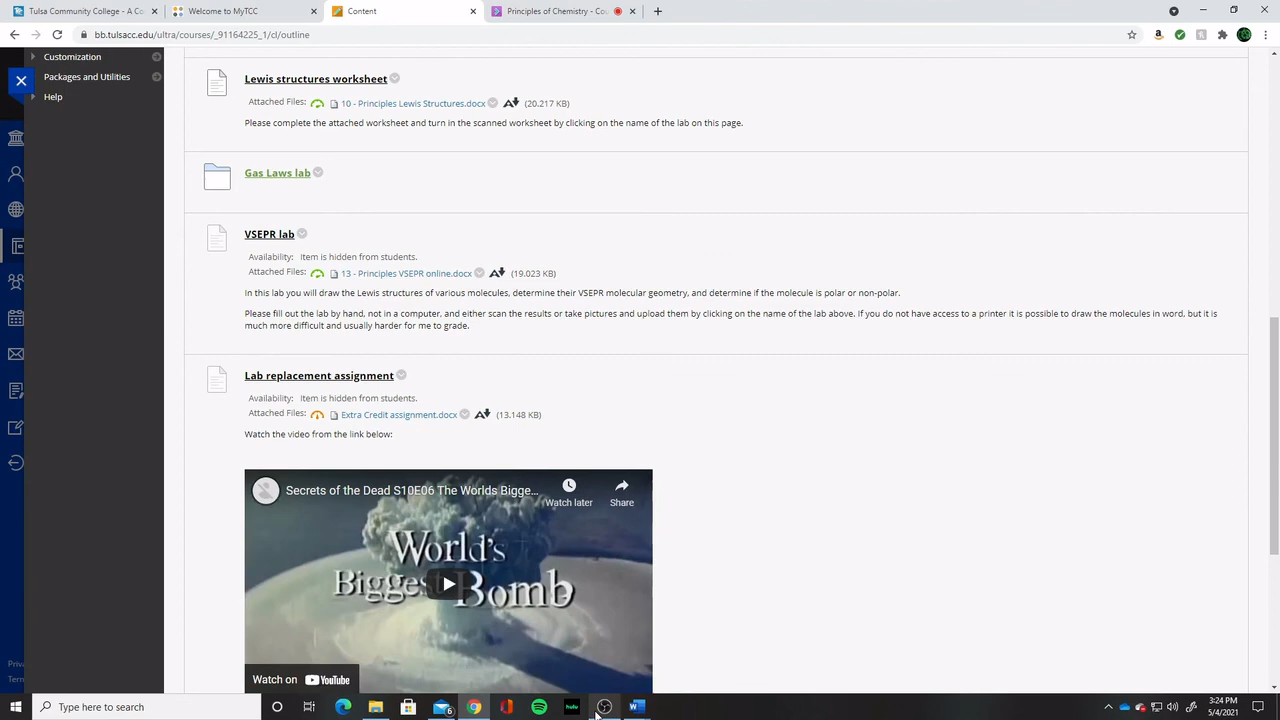 Tulsa Community College - A Co
Welcome to MyTCC
Content
Principles of Chemistry - Cou
bb.tulsacc.edu/ultra/courses/_91164225_1/cl/outline
Customization
Packages and Utilities
Help
Lewis structures worksheet
Attached Files: 10 - Principles Lewis Structures.docx (20.217 KB)
Please complete the attached worksheet and turn in the scanned worksheet by clicking on the name of the lab on this page.
Gas Laws lab
VSEPR lab
Availability: Item is hidden from students.
Attached Files: 13 - Principles VSEPR online.docx (19.023 KB)
In this lab you will draw the Lewis structures of various molecules, determine their VSEPR molecular geometry, and determine if the molecule is polar or non-polar.
Please fill out the lab by hand, not in a computer, and either scan the results or take pictures and upload them by clicking on the name of the lab above. If you do not have access to a printer it is possible to draw the molecules in word, but it is
much more difficult and usually harder for me to grade.
Lab replacement assignment
Availability: Item is hidden from students.
Attached Files: Extra Credit assignment.docx (13.148 KB)
Watch the video from the link below:
Secrets of the Dead S10E06 The Worlds Bigge...
Watch later
Share
World's
Biggest Bomb
Watch on YouTube
Priv
Term
Type here to search
hulu
6
3:24 PM
5/4/2021